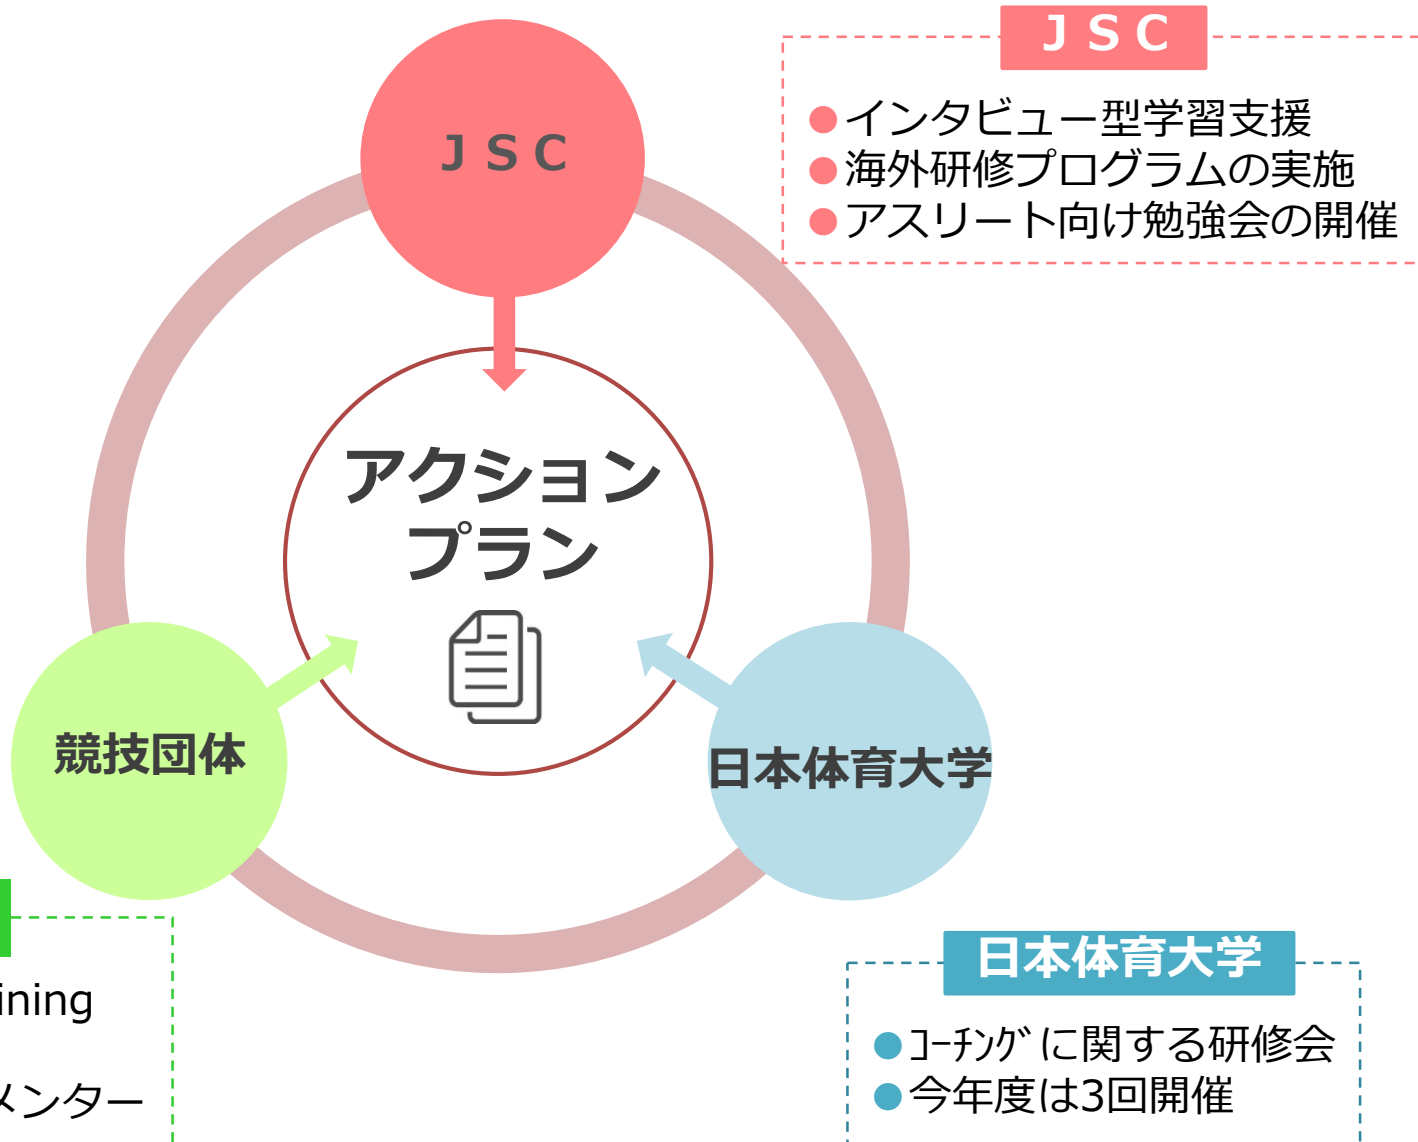 ＪＳＣ
●インタビュー型学習支援
●海外研修プログラムの実施
●アスリート向け勉強会の開催
ＪＳＣ
アクション
プラン
競技団体
日本体育大学
メンター
日本体育大学
●ｺｰﾁﾝｸﾞに関する研修会
●今年度は3回開催